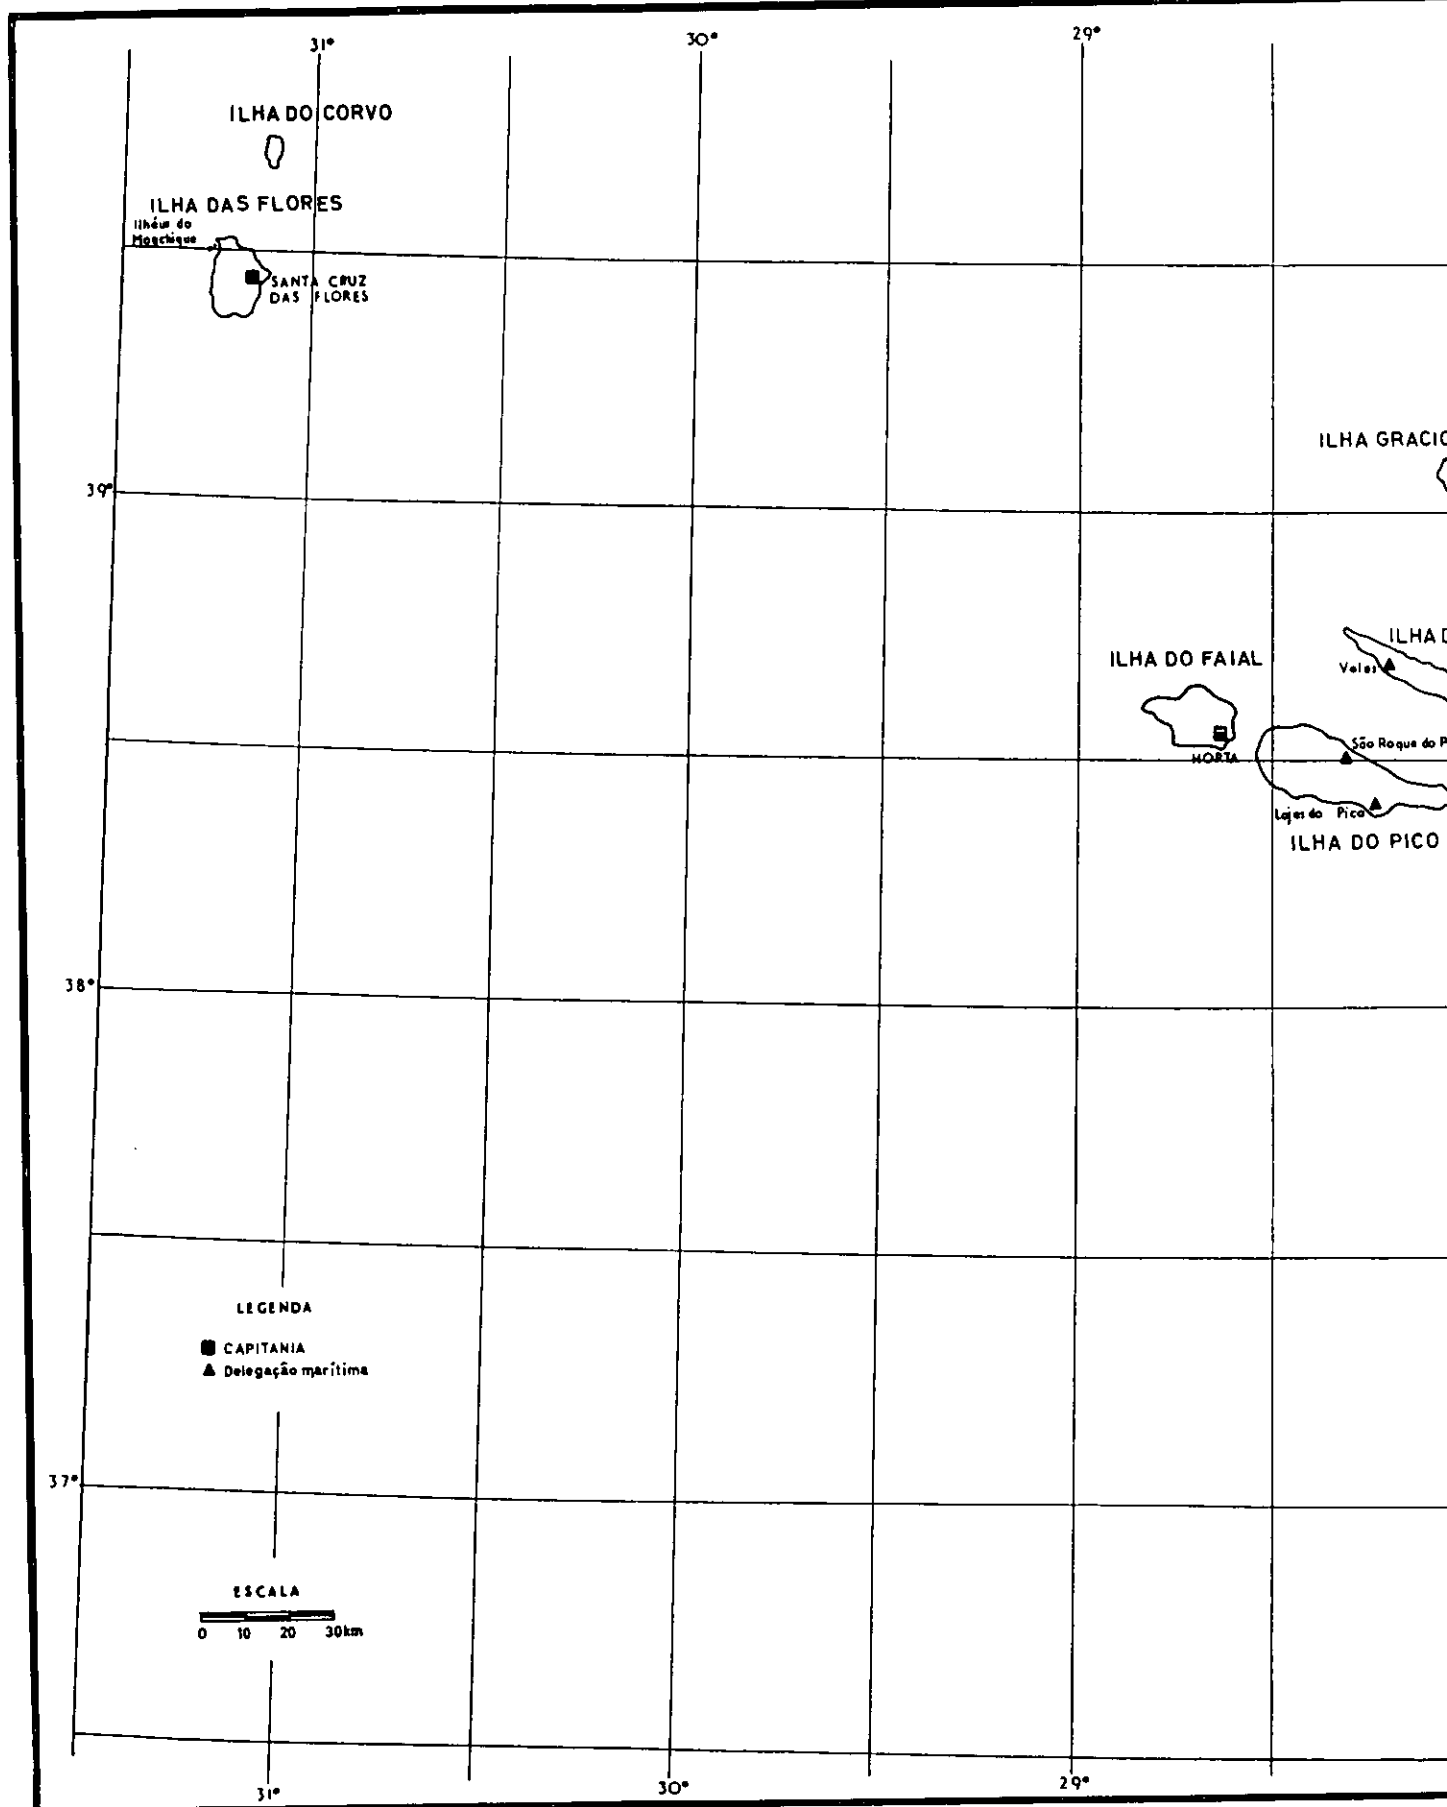 31°
30°
29°
ILHA DO CORVO
ILHA DAS FLORES
Ilhéus do
Monchique
SANTA CRUZ
DAS FLORES
ILHA GRACIO
39°
ILHA DO FAIAL
ILHA D
Velas
HORTA
São Roque do P
Lajes do Pico
ILHA DO PICO
38°
LEGENDA
CAPITANIA
Delegação marítima
37°
ESCALA
0 10 20 30km
31°
30°
29°